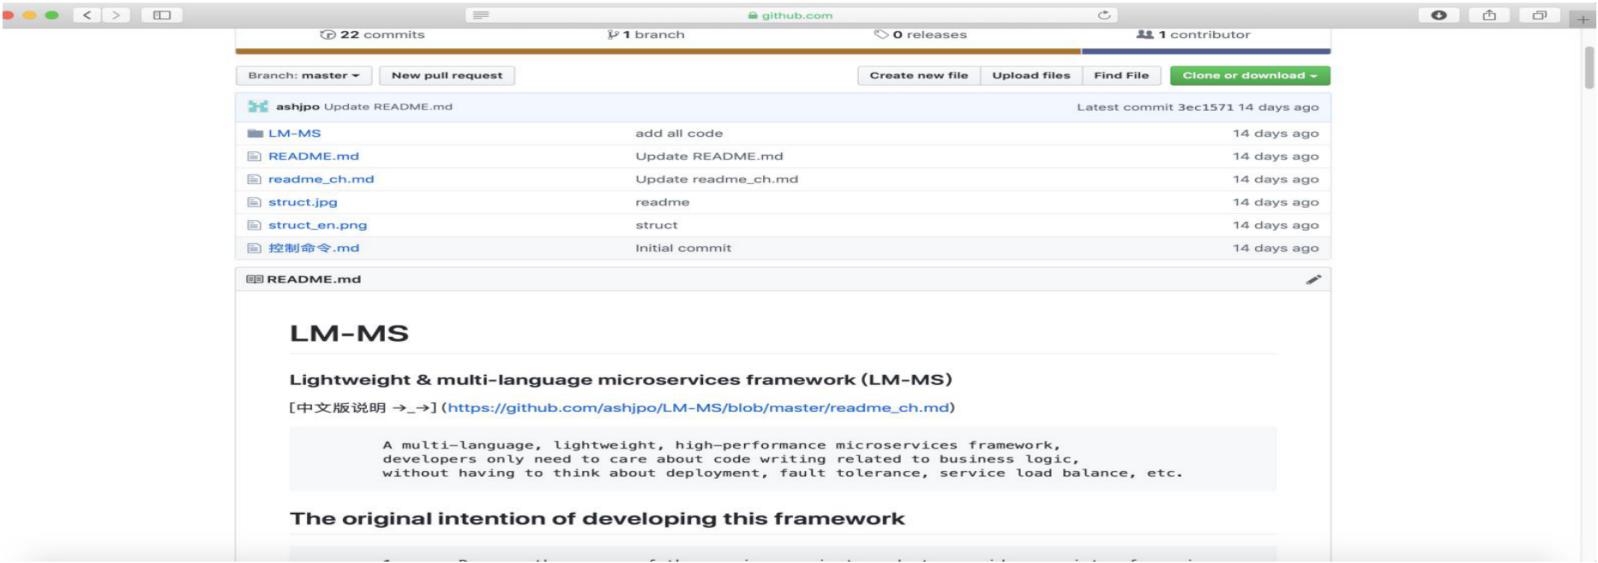 github.com
22 commits 1 branch 0 releases 1 contributor
Branch: master New pull request Create new file Upload files Find File Clone or download
ashjpo Update README.md Latest commit 3ec1571 14 days ago
LM-MS add all code 14 days ago
README.md Update README.md 14 days ago
readme_ch.md Update readme_ch.md 14 days ago
struct.jpg readme 14 days ago
struct_en.png struct 14 days ago
控制命令.md Initial commit 14 days ago
README.md
LM-MS
Lightweight & multi-language microservices framework (LM-MS)
[中文版说明 →_→] (https://github.com/ashjpo/LM-MS/blob/master/readme_ch.md)
A multi-language, lightweight, high-performance microservices framework,
developers only need to care about code writing related to business logic,
without having to think about deployment, fault tolerance, service load balance, etc.
The original intention of developing this framework